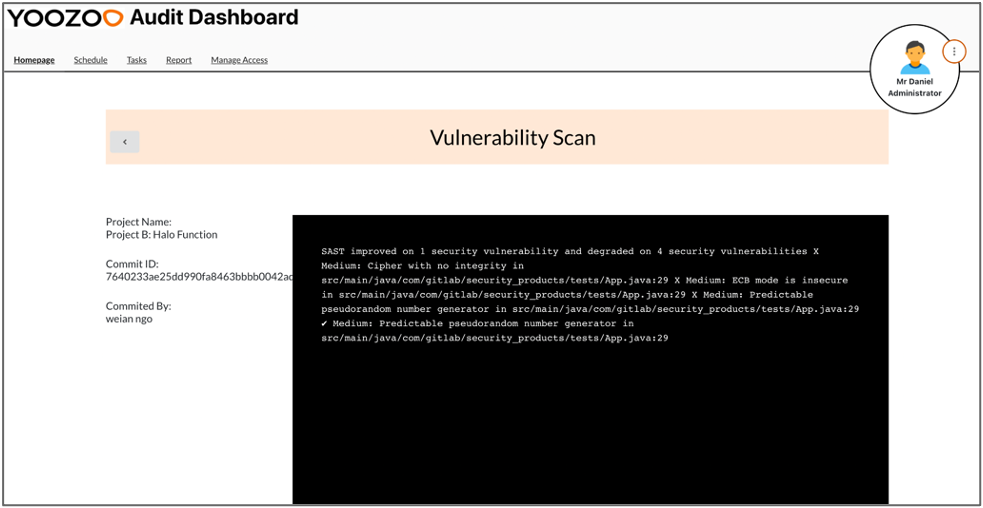 YOOZOO Audit Dashboard
Homepage Schedule Tasks Report Manage Access
Mr Daniel
Administrator
Vulnerability Scan
Project Name:
Project B: Halo Function
Commit ID:
7640233ae25dd990fa8463bbbb0042ac
Commited By:
weian ngo
SAST improved on 1 security vulnerability and degraded on 4 security vulnerabilities X
Medium: Cipher with no integrity in
src/main/java/com/gitlab/security_products/tests/App.java:29 X Medium: ECB mode is insecure
in src/main/java/com/gitlab/security_products/tests/App.java:29 X Medium: Predictable
pseudorandom number generator in src/main/java/com/gitlab/security_products/tests/App.java:29
✔ Medium: Predictable pseudorandom number generator in
src/main/java/com/gitlab/security_products/tests/App.java:29